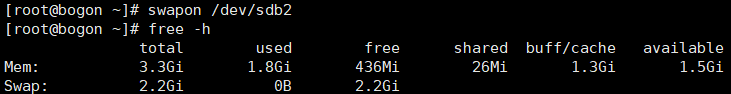 [root@bogon ~]# swapon /dev/sdb2
[root@bogon ~]# free -h
              total        used        free      shared  buff/cache   available
Mem:          3.3Gi       1.8Gi       436Mi        26Mi       1.3Gi       1.5Gi
Swap:         2.2Gi          0B       2.2Gi